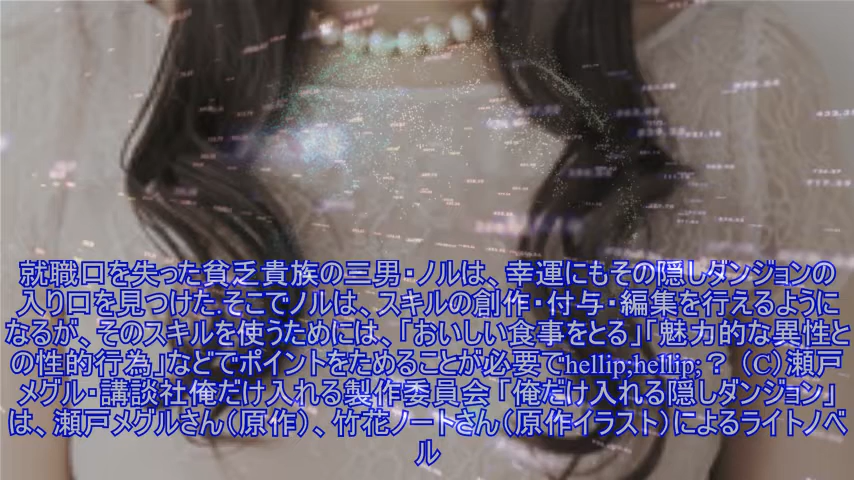 就職口を失った貧乏貴族の三男・ノルは、幸運にもその隠しダンジョンの
入り口を見つけた.そこでノルは、スキルの創作・付与・編集を行えるように
なるが、そのスキルを使うためには、「おいしい食事をとる」「魅力的な異性と
の性的行為」などでポイントをためることが必要でhellip;hellip;？（C）瀬戸
メグル・講談社俺だけ入れる製作委員会「俺だけ入れる隠しダンジョン」
は、瀬戸メグルさん（原作）、竹花ノートさん（原作イラスト）によるライトノベ
ル